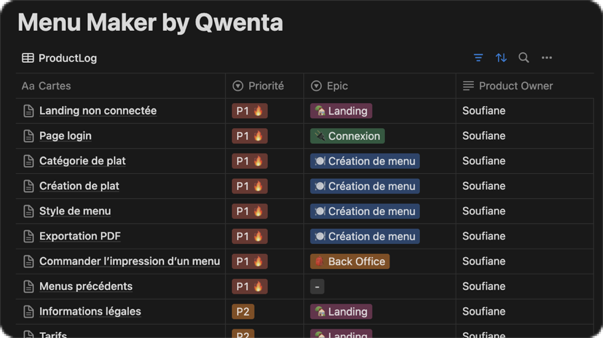 Menu Maker by Qwenta
ProductLog
Aa Cartes Priorité Epic Product Owner
Landing non connectée P1 🔥 🏡 Landing Soufiane
Page login P1 🔥 🔌 Connexion Soufiane
Catégorie de plat P1 🔥 🍽️ Création de menu Soufiane
Création de plat P1 🔥 🍽️ Création de menu Soufiane
Style de menu P1 🔥 🍽️ Création de menu Soufiane
Exportation PDF P1 🔥 🍽️ Création de menu Soufiane
Commander l’impression d’un menu P1 🔥 Back Office Soufiane
Menus précédents P1 🔥 - Soufiane
Informations légales P2 🏡 Landing Soufiane
Tarifs P2 🏡 Landing Soufiane